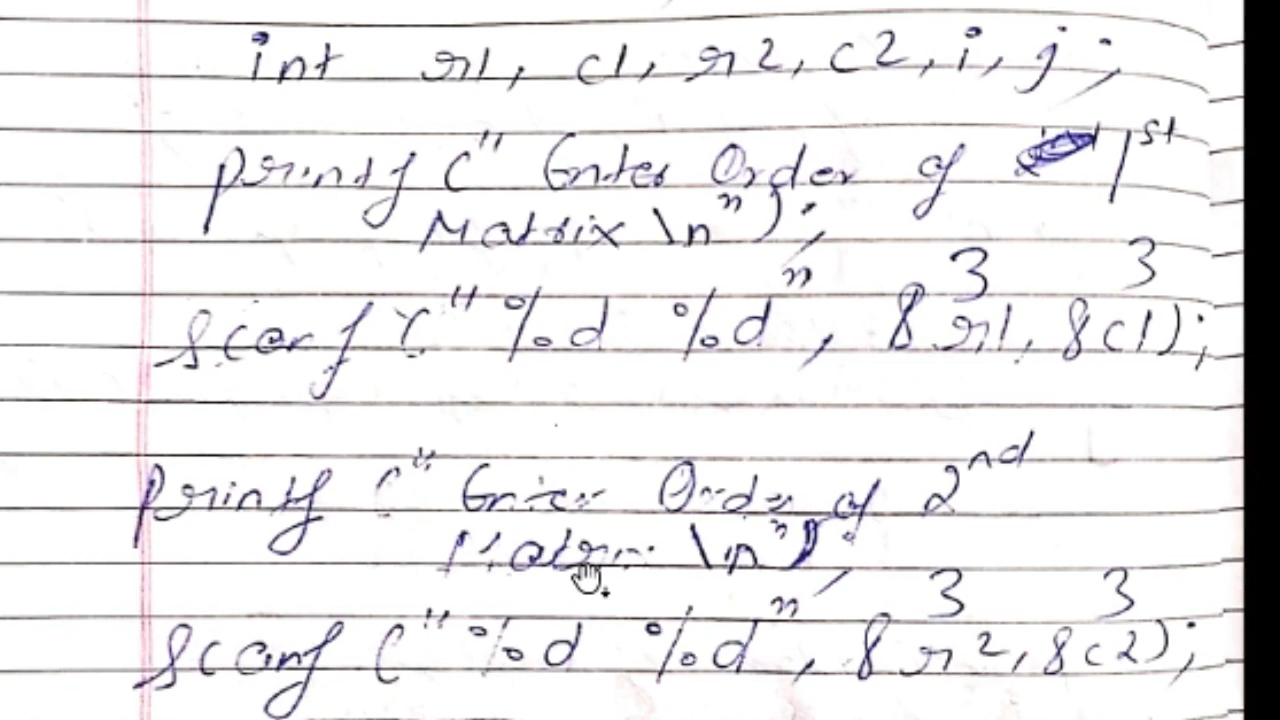 int r1, c1, r2, c2, i, j;
printf (" Enter Order of 1st
Matrix \n");
3 3
scanf (" %d %d", &r1, &c1);
printf (" Enter Order of 2nd
Matrix \n");
3 3
scanf (" %d %d", &r2, &c2);